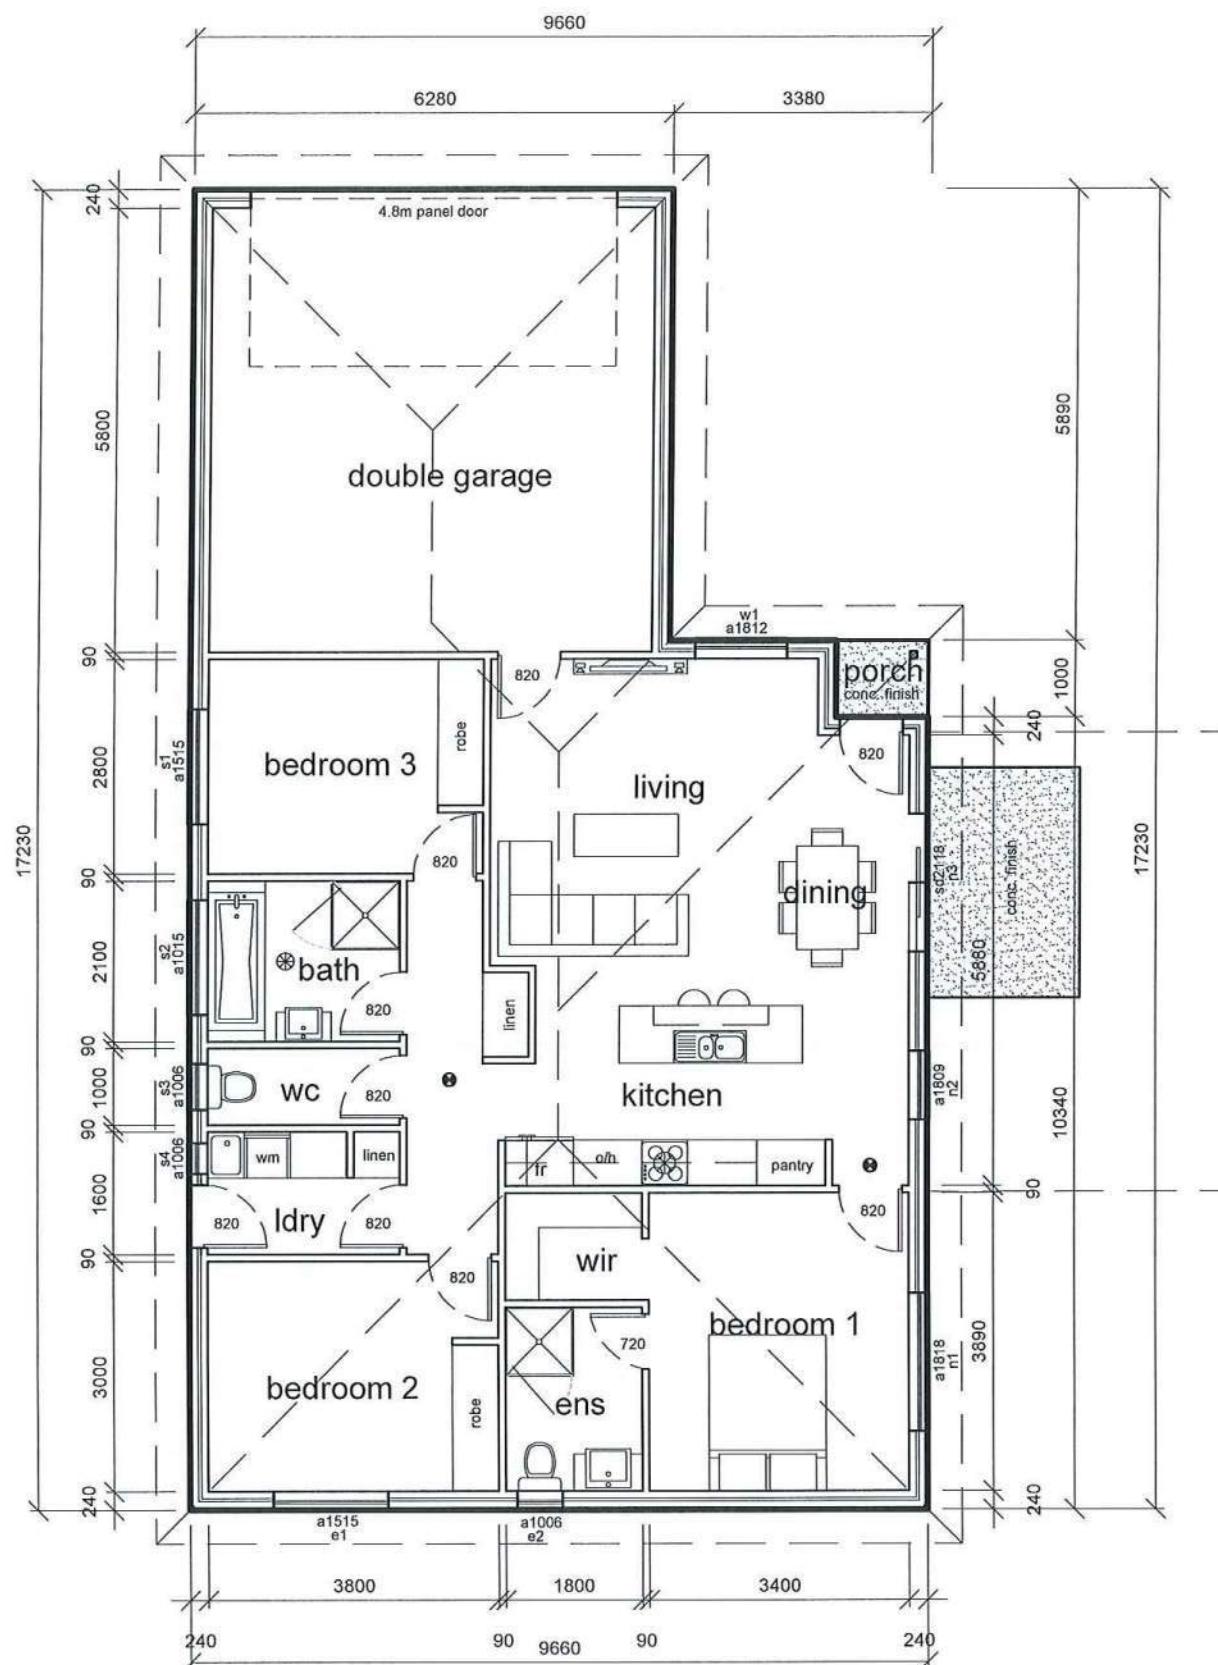 9660
6280
3380
240
4.8m panel door
5800
5890
17230
17230
double garage
w1
a1812
porch
conc. finish
1000
90
240
820
820
robe
s1
a1515
2800
bedroom 3
living
820
90
dining
sd2118
n3
conc. finish
s2
a1015
2100
bath
820
5880
linen
90
s3
a1006
1000
wc
820
kitchen
a1809
n2
10340
90
s4
a1006
wm
linen
fr
o/h
pantry
1600
820
ldry
820
820
90
90
wir
820
bedroom 1
720
a1818
n1
3890
3000
bedroom 2
robe
ens
240
240
a1515
e1
a1006
e2
3800
1800
3400
240
90
9660
90
240